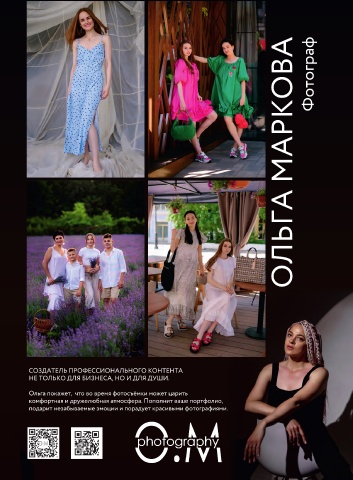 ОЛЬГА МАРКОВА
Фотограф
СОЗДАТЕЛЬ ПРОФЕССИОНАЛЬНОГО КОНТЕНТА
НЕ ТОЛЬКО ДЛЯ БИЗНЕСА, НО И ДЛЯ ДУШИ.
Ольга покажет, что во время фотосъёмки может царить
комфортная и дружелюбная атмосфера. Пополнит ваше портфолио,
подарит незабываемые эмоции и порадует красивыми фотографиями.
O.M
photography